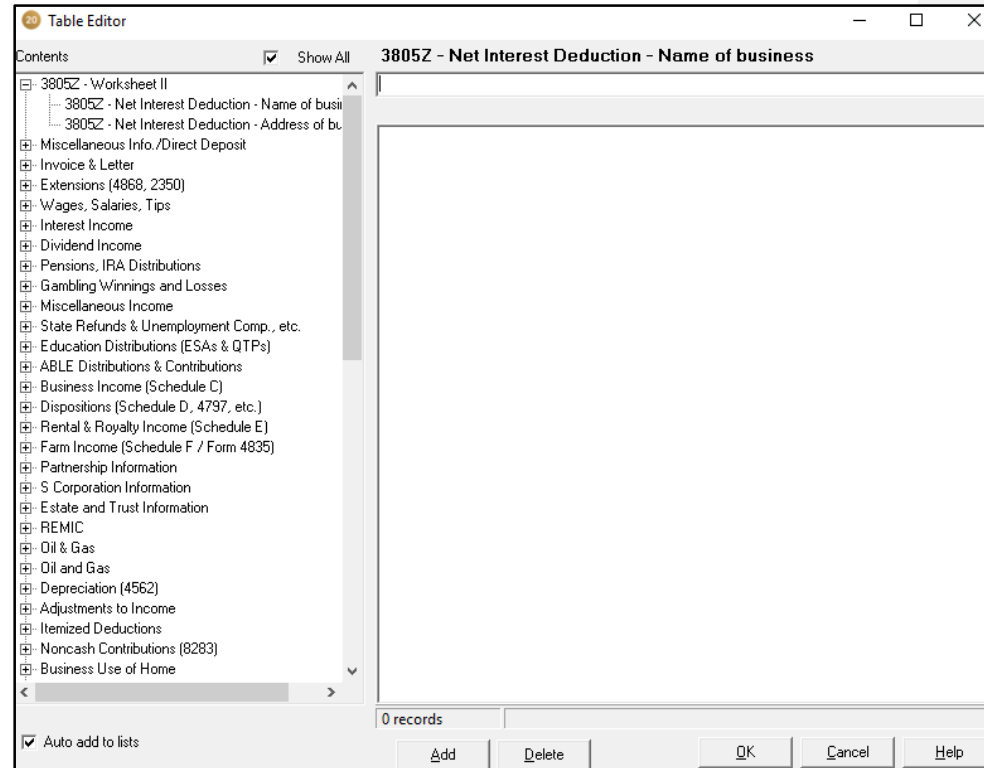 20 Table Editor
Contents Show All
3805Z - Net Interest Deduction - Name of business
3805Z - Worksheet II
3805Z - Net Interest Deduction - Name of busi
3805Z - Net Interest Deduction - Address of bu
Miscellaneous Info./Direct Deposit
Invoice & Letter
Extensions (4868, 2350)
Wages, Salaries, Tips
Interest Income
Dividend Income
Pensions, IRA Distributions
Gambling Winnings and Losses
Miscellaneous Income
State Refunds & Unemployment Comp., etc.
Education Distributions (ESAs & QTPs)
ABLE Distributions & Contributions
Business Income (Schedule C)
Dispositions (Schedule D, 4797, etc.)
Rental & Royalty Income (Schedule E)
Farm Income (Schedule F / Form 4835)
Partnership Information
S Corporation Information
Estate and Trust Information
REMIC
Oil & Gas
Oil and Gas
Depreciation (4562)
Adjustments to Income
Itemized Deductions
Noncash Contributions (8283)
Business Use of Home
0 records
Auto add to lists
Add Delete OK Cancel Help